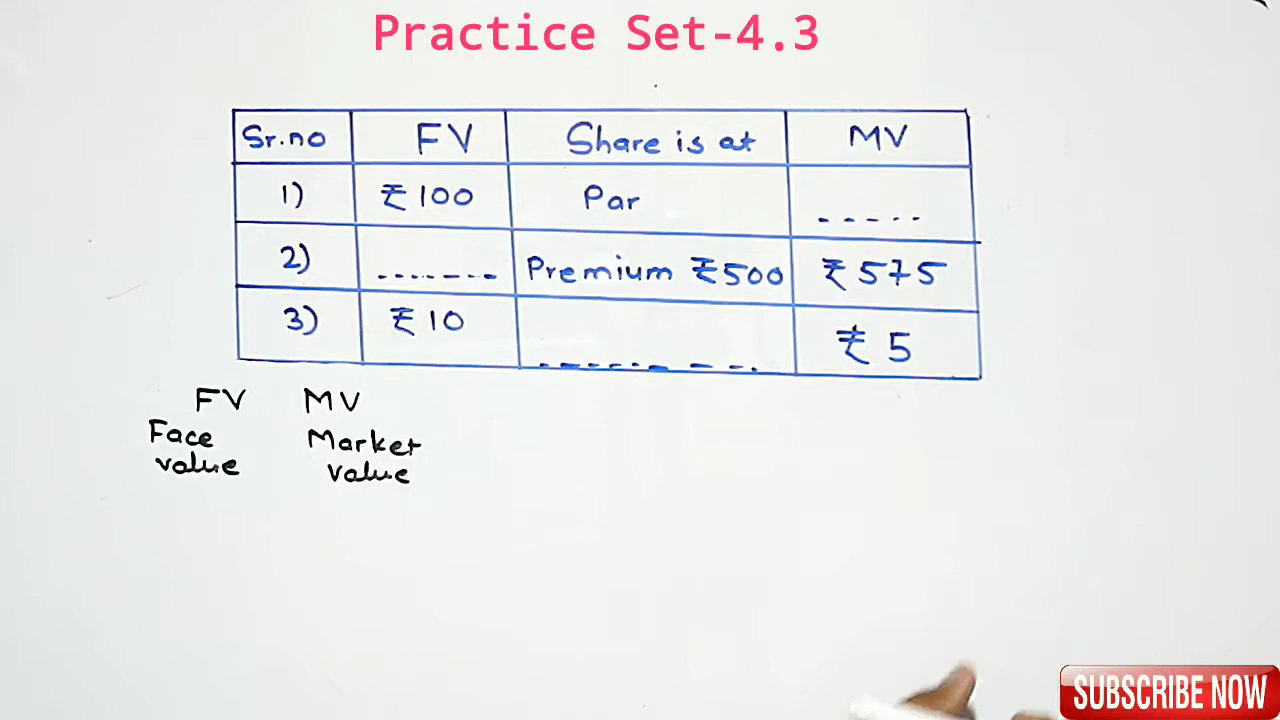 Practice Set-4.3
Sr.no FV Share is at MV
1) ₹100 Par .....
2) ....... Premium ₹500 ₹575
3) ₹10 ........ ₹5
FV MV
Face Market
value value
SUBSCRIBE NOW